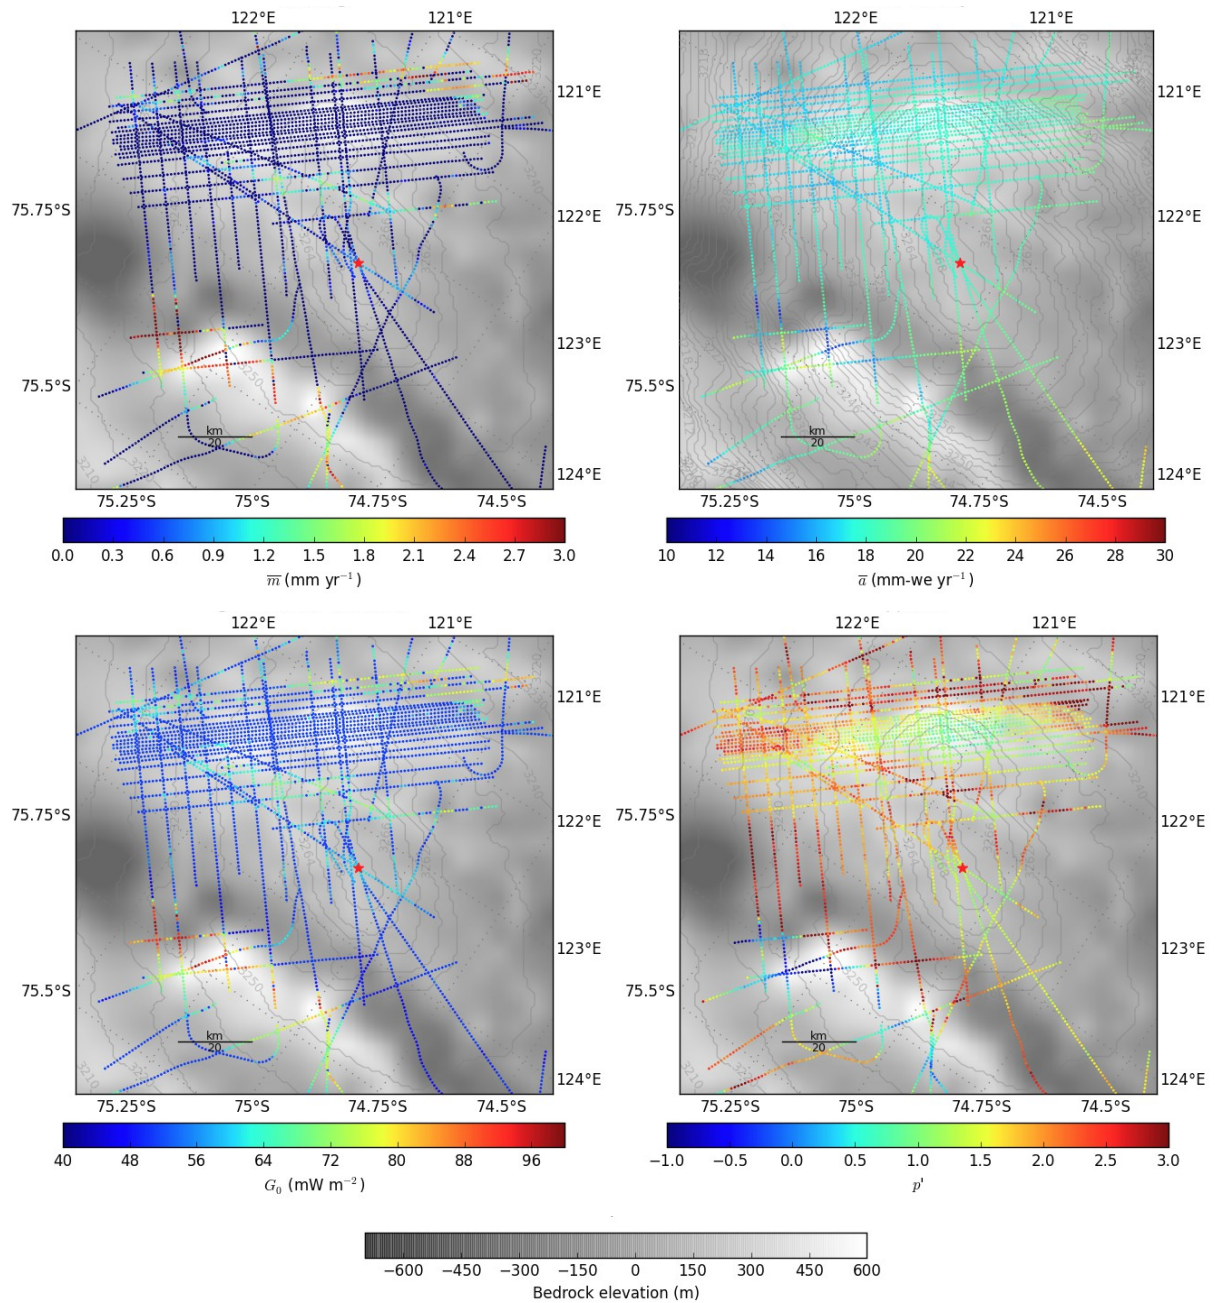 122°E 121°E
122°E 121°E
121°E
121°E
75.75°S
122°E
122°E
123°E
123°E
75.5°S
75.5°S
3250
km
20
km
20
3210
124°E
124°E
75.25°S 75°S 74.75°S 74.5°S
75.25°S 75°S 74.75°S 74.5°S
0.0 0.3 0.6 0.9 1.2 1.5 1.8 2.1 2.4 2.7 3.0
m̅ (mm yr⁻¹)
10 12 14 16 18 20 22 24 26 28 30
a̅ (mm-we yr⁻¹)
122°E 121°E
122°E 121°E
121°E
121°E
75.75°S
75.75°S
122°E
122°E
123°E
123°E
75.5°S
75.5°S
3250
3250
km
20
km
20
3210
3210
124°E
124°E
75.25°S 75°S 74.75°S 74.5°S
75.25°S 75°S 74.75°S 74.5°S
40 48 56 64 72 80 88 96
G₀ (mW m⁻²)
−1.0 −0.5 0.0 0.5 1.0 1.5 2.0 2.5 3.0
p'
−600 −450 −300 −150 0 150 300 450 600
Bedrock elevation (m)